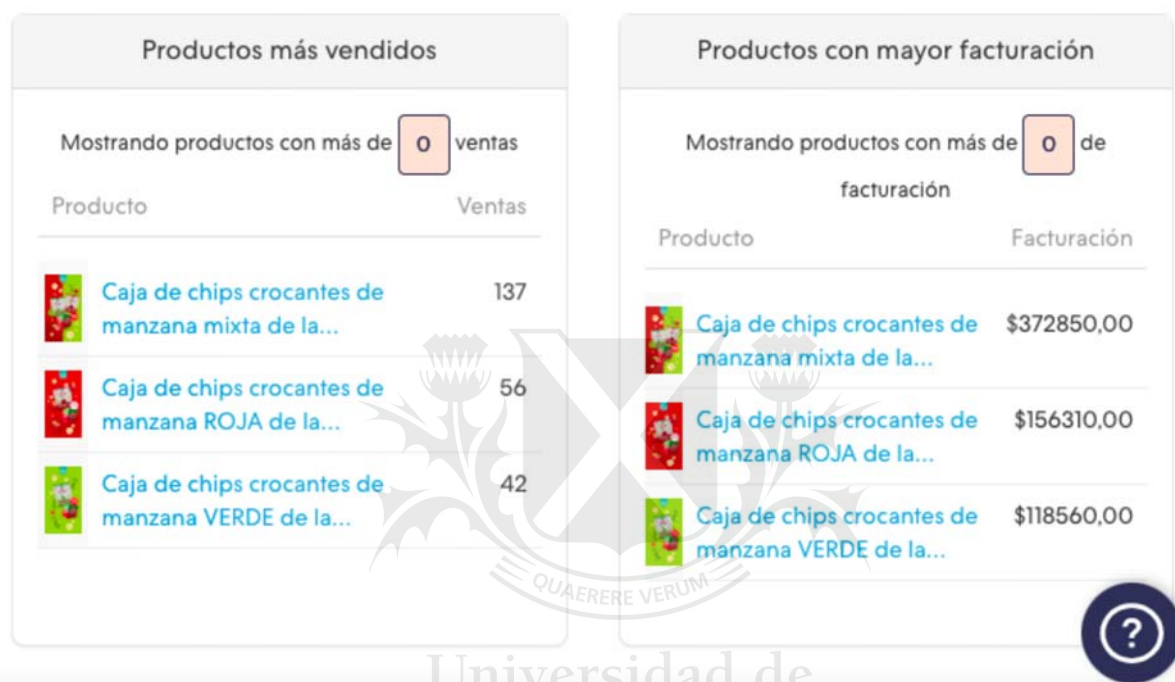 Productos más vendidos
Mostrando productos con más de 0 ventas
Producto Ventas
Caja de chips crocantes de 137
manzana mixta de la...
Caja de chips crocantes de 56
manzana ROJA de la...
Caja de chips crocantes de 42
manzana VERDE de la...
Productos con mayor facturación
Mostrando productos con más de 0 de
facturación
Producto Facturación
Caja de chips crocantes de $372850,00
manzana mixta de la...
Caja de chips crocantes de $156310,00
manzana ROJA de la...
Caja de chips crocantes de $118560,00
manzana VERDE de la...
?
QUAERERE VERUM
Universidad de